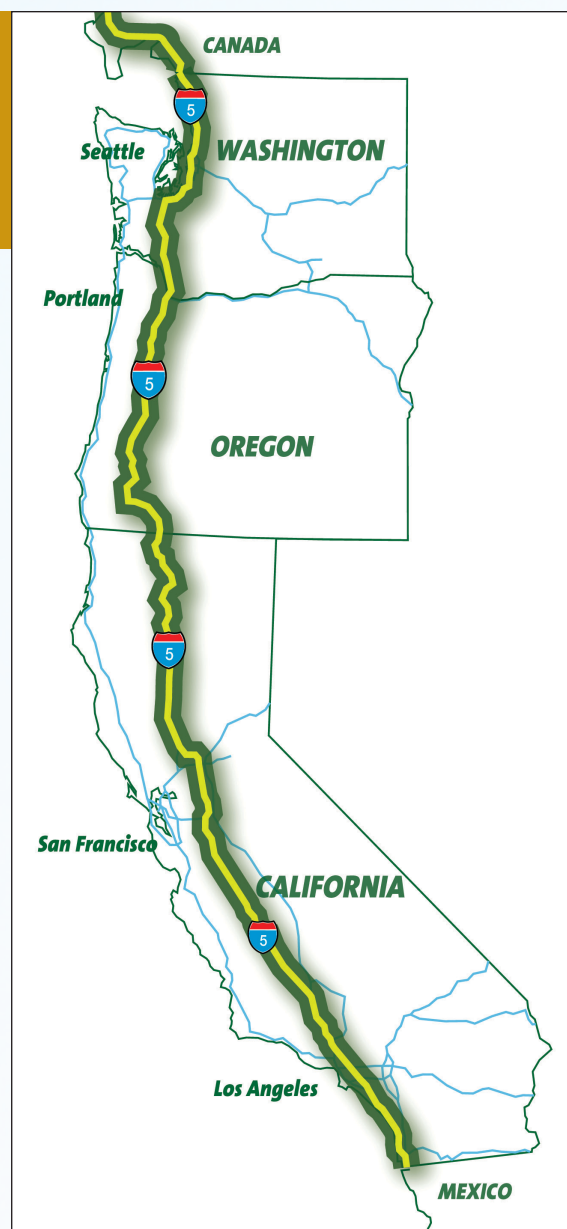 CANADA
5
Seattle
WASHINGTON
Portland
5
OREGON
5
San Francisco
CALIFORNIA
5
Los Angeles
MEXICO